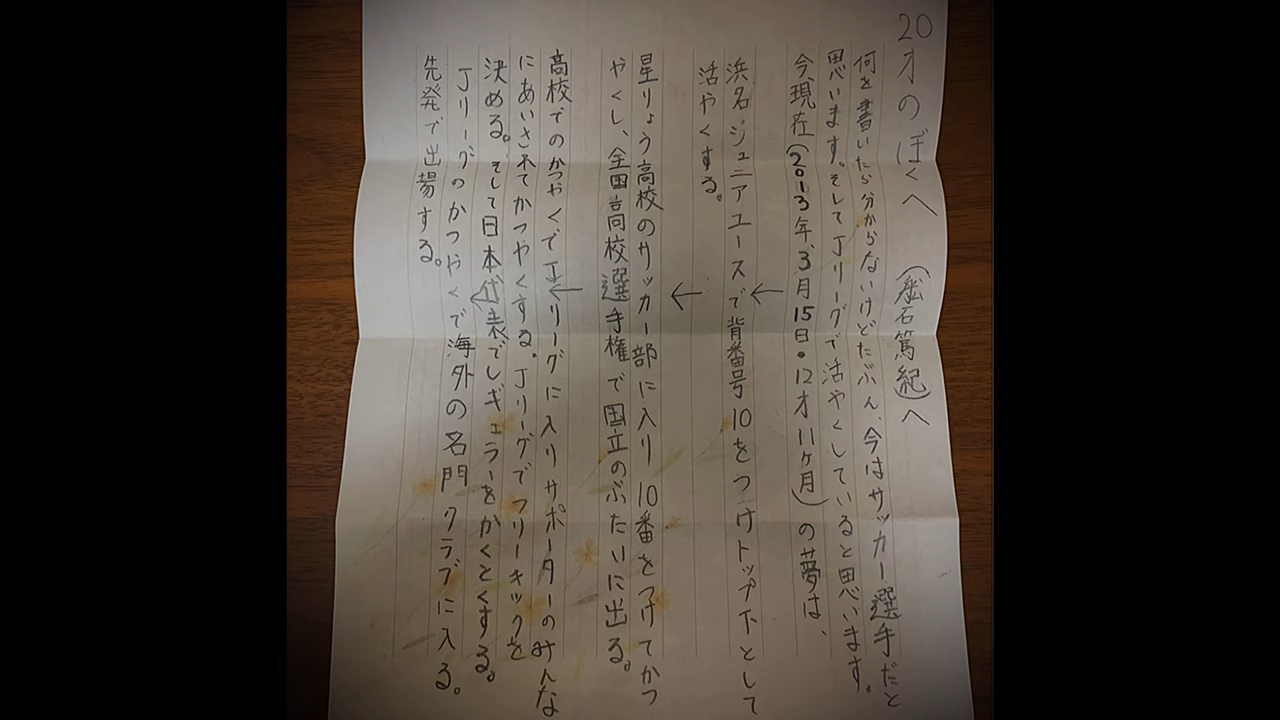 20才のぼくへ （舩石篤紀）へ
何を書いたら分からないけどたぶん、今はサッカー選手だと
思います。そしてJリーグで活やくしていると思います。
今、現在（2013年3月15日・12才11ヶ月）の夢は、
浜名ジュニアユースで背番号10をつけトップ下として
活やくする。
←
星りょう高校のサッカー部に入り10番をつけてかつ
やくし、全国高校選手権で国立のぶたいに出る。
←
高校でのかつやくでJリーグに入りサポーターのみんな
にあいされてかつやくする。Jリーグでフリーキックを
決める。そして日本代表でレギュラーをかくとくする。
←
Jリーグのかつやくで海外の名門クラブに入る。
先発で出場する。